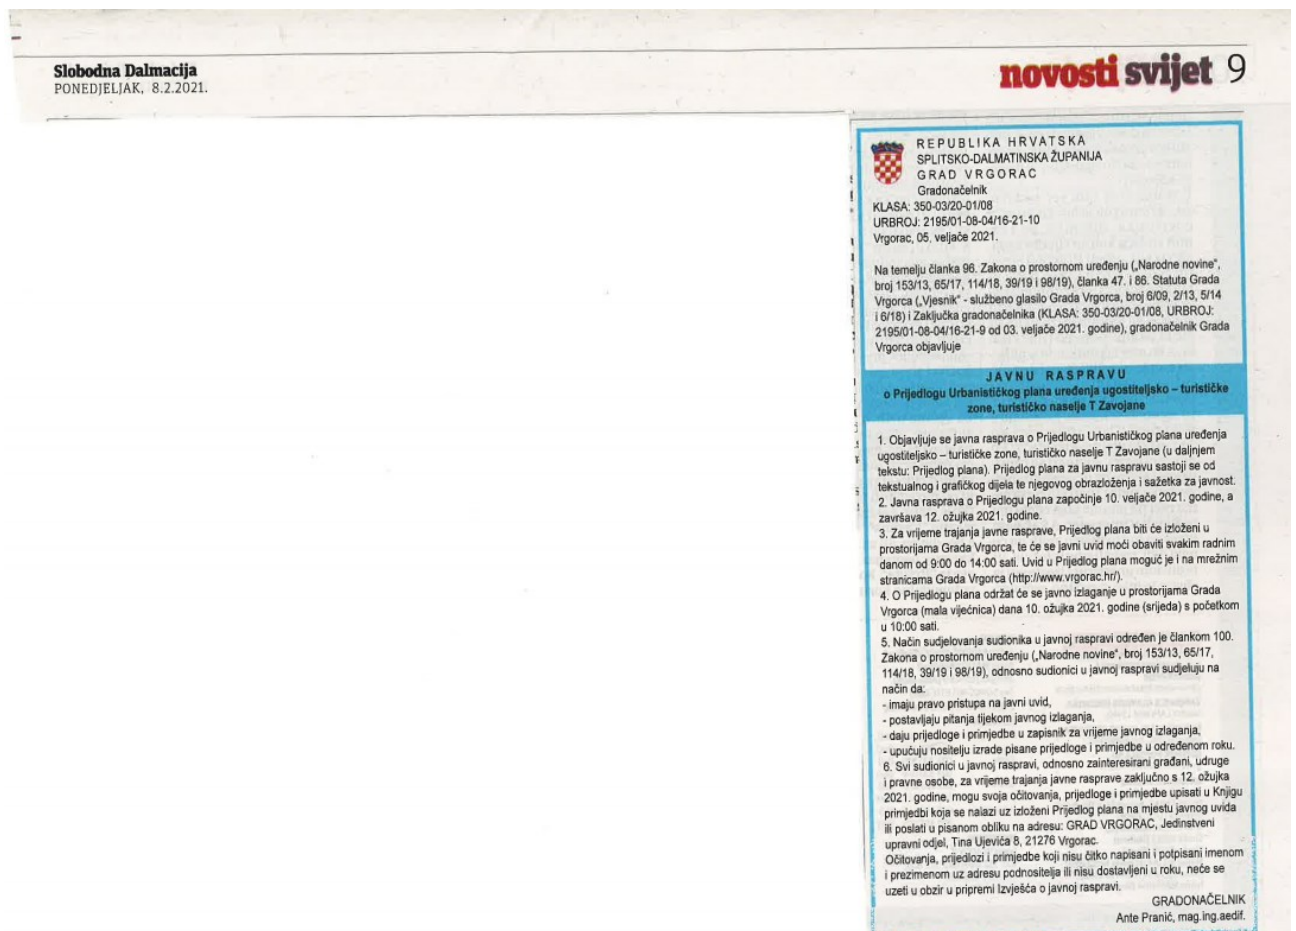 Slobodna Dalmacija
PONEDJELJAK, 8.2.2021.
novosti svijet 9
REPUBLIKA HRVATSKA
SPLITSKO-DALMATINSKA ŽUPANIJA
GRAD VRGORAC
Gradonačelnik
KLASA: 350-03/20-01/08
URBROJ: 2195/01-08-04/16-21-10
Vrgorac, 05. veljače 2021.
Na temelju članka 96. Zakona o prostornom uređenju („Narodne novine“,
broj 153/13, 65/17, 114/18, 39/19 i 98/19), članka 47. i 86. Statuta Grada
Vrgorca („Vjesnik“ - službeno glasilo Grada Vrgorca, broj 6/09, 2/13, 5/14
i 6/18) i Zaključka gradonačelnika (KLASA: 350-03/20-01/08, URBROJ:
2195/01-08-04/16-21-9 od 03. veljače 2021. godine), gradonačelnik Grada
Vrgorca objavljuje
JAVNU RASPRAVU
o Prijedlogu Urbanističkog plana uređenja ugostiteljsko – turističke
zone, turističko naselje T Zavojane
1. Objavljuje se javna rasprava o Prijedlogu Urbanističkog plana uređenja
ugostiteljsko – turističke zone, turističko naselje T Zavojane (u daljnjem
tekstu: Prijedlog plana). Prijedlog plana za javnu raspravu sastoji se od
tekstualnog i grafičkog dijela te njegovog obrazloženja i sažetka za javnost.
2. Javna rasprava o Prijedlogu plana započinje 10. veljače 2021. godine, a
završava 12. ožujka 2021. godine.
3. Za vrijeme trajanja javne rasprave, Prijedlog plana biti će izloženi u
prostorijama Grada Vrgorca, te će se javni uvid moći obaviti svakim radnim
danom od 9:00 do 14:00 sati. Uvid u Prijedlog plana moguć je i na mrežnim
stranicama Grada Vrgorca (http://www.vrgorac.hr/).
4. O Prijedlogu plana održat će se javno izlaganje u prostorijama Grada
Vrgorca (mala vijećnica) dana 10. ožujka 2021. godine (srijeda) s početkom
u 10:00 sati.
5. Način sudjelovanja sudionika u javnoj raspravi određen je člankom 100.
Zakona o prostornom uređenju („Narodne novine“, broj 153/13, 65/17,
114/18, 39/19 i 98/19), odnosno sudionici u javnoj raspravi sudjeluju na
način da:
- imaju pravo pristupa na javni uvid,
- postavljaju pitanja tijekom javnog izlaganja,
- daju prijedloge i primjedbe u zapisnik za vrijeme javnog izlaganja,
- upućuju nositelju izrade pisane prijedloge i primjedbe u određenom roku.
6. Svi sudionici u javnoj raspravi, odnosno zainteresirani građani, udruge
i pravne osobe, za vrijeme trajanja javne rasprave zaključno s 12. ožujka
2021. godine, mogu svoja očitovanja, prijedloge i primjedbe upisati u Knjigu
primjedbi koja se nalazi uz izloženi Prijedlog plana na mjestu javnog uvida
ili poslati u pisanom obliku na adresu: GRAD VRGORAC, Jedinstveni
upravni odjel, Tina Ujevića 8, 21276 Vrgorac.
Očitovanja, prijedlozi i primjedbe koji nisu čitko napisani i potpisani imenom
i prezimenom uz adresu podnositelja ili nisu dostavljeni u roku, neće se
uzeti u obzir u pripremi Izvješća o javnoj raspravi.
GRADONAČELNIK
Ante Pranić, mag.ing.aedif.